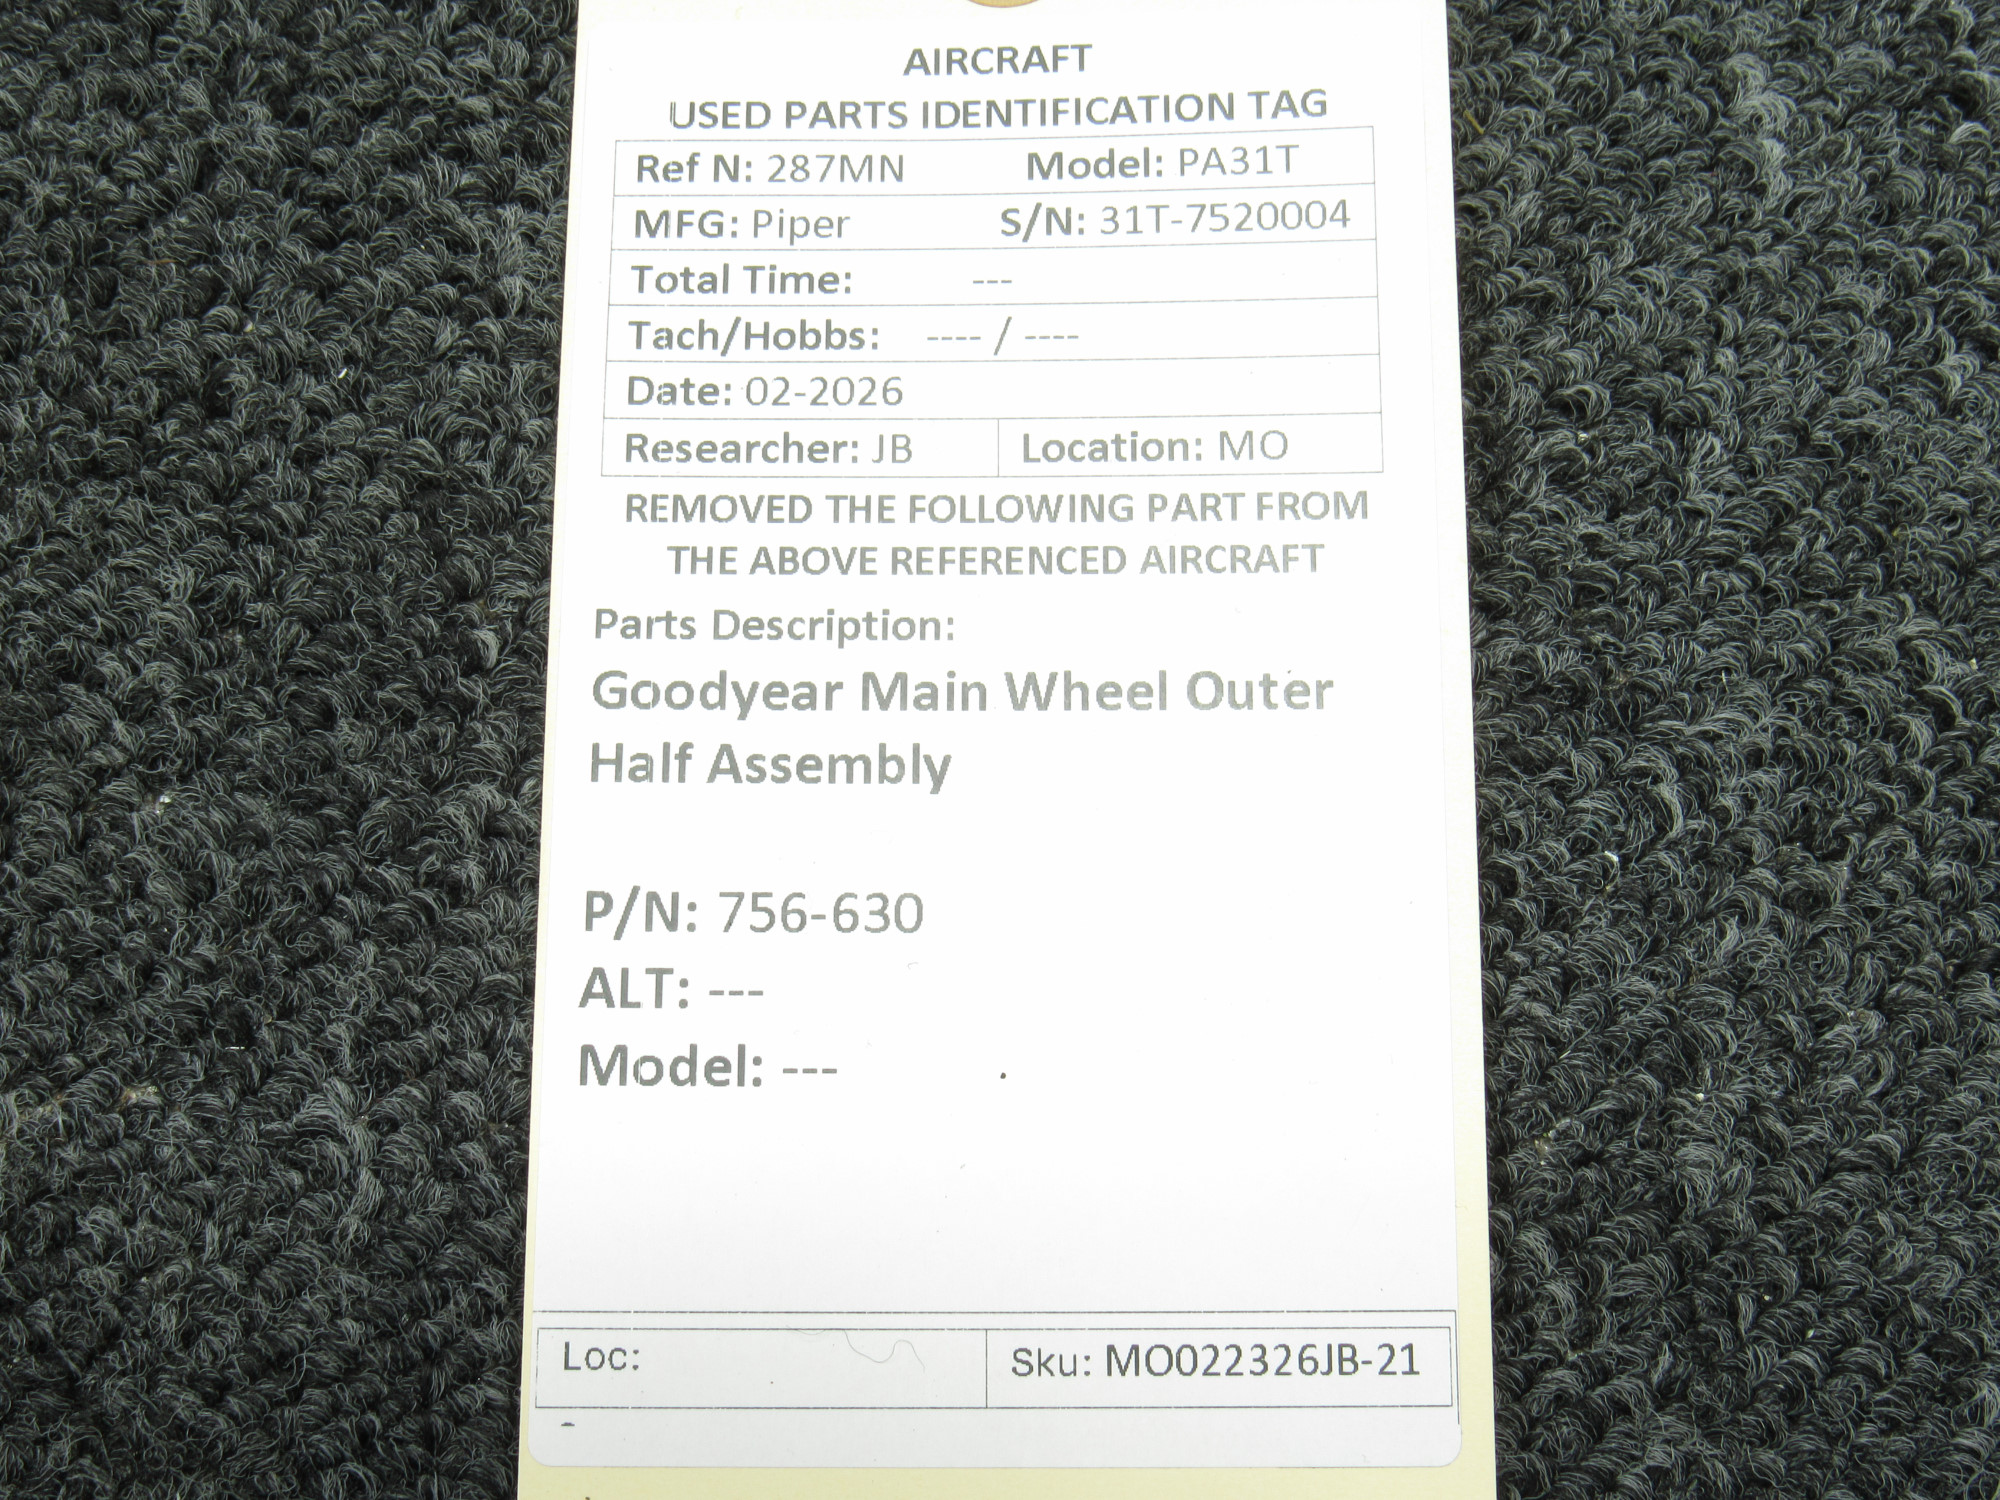 AIRCRAFT
USED PARTS IDENTIFICATION TAG
Ref N: 287MN Model: PA31T
MFG: Piper S/N: 31T-7520004
Total Time: ---
Tach/Hobbs: ---- / ----
Date: 02-2026
Researcher: JB Location: MO
REMOVED THE FOLLOWING PART FROM
THE ABOVE REFERENCED AIRCRAFT
Parts Description:
Goodyear Main Wheel Outer
Half Assembly
P/N: 756-630
ALT: ---
Model: ---
Loc: Sku: MO022326JB-21